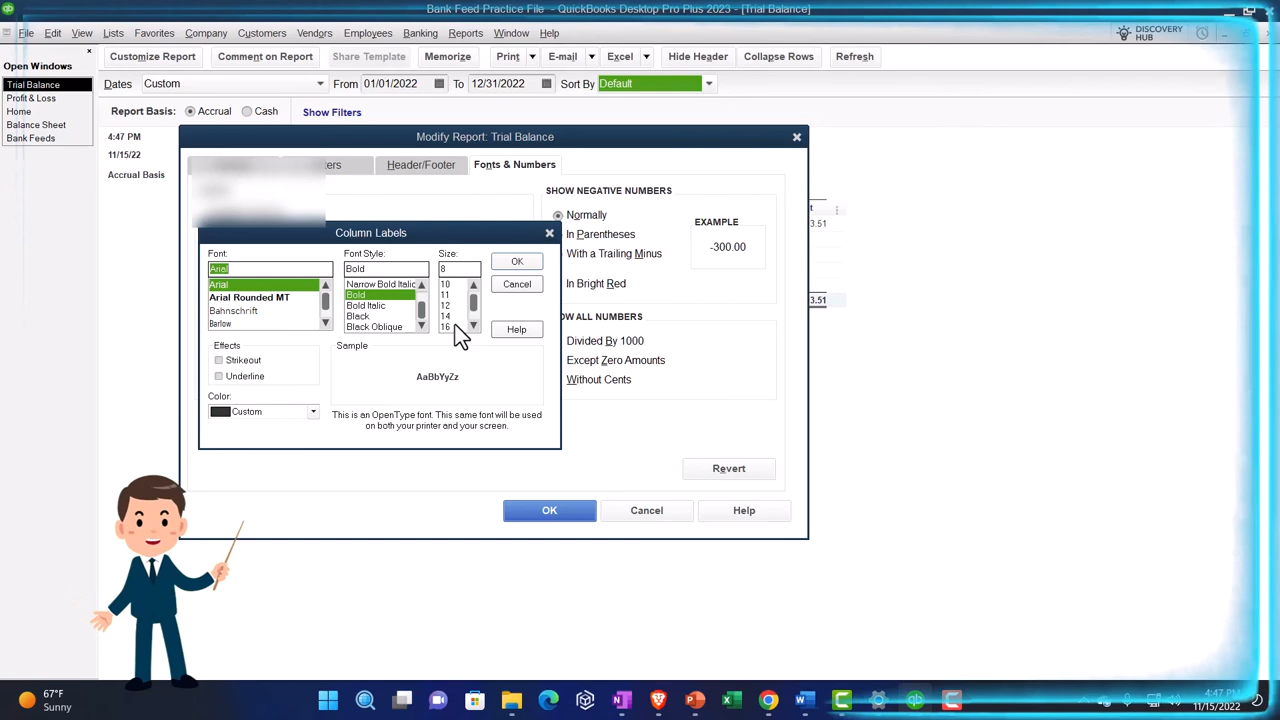 Bank Feed Practice File - QuickBooks Desktop Pro Plus 2023 - [Trial Balance]
File Edit View Lists Favorites Company Customers Vendors Employees Banking Reports Window Help
DISCOVERY HUB
Customize Report Comment on Report Share Template Memorize Print E-mail Excel Hide Header Collapse Rows Refresh
Open Windows
Trial Balance
Profit & Loss
Home
Balance Sheet
Bank Feeds
Dates Custom From 01/01/2022 To 12/31/2022 Sort By Default
Report Basis: Accrual Cash Show Filters
4:47 PM
11/15/22
Accrual Basis
Modify Report: Trial Balance
Header/Footer Fonts & Numbers
SHOW NEGATIVE NUMBERS
Normally
In Parentheses
With a Trailing Minus
In Bright Red
EXAMPLE
-300.00
Divided By 1000
Except Zero Amounts
Without Cents
Revert
OK Cancel Help
Column Labels
Font: Font Style: Size:
Arial Bold 8
Arial
Arial Rounded MT
Bahnschrift
Barlow
Narrow Bold Italic
Bold
Bold Italic
Black
Black Oblique
10
11
12
14
16
OK
Cancel
Help
Effects
Strikeout
Underline
Color:
Custom
Sample
AaBbYyZz
This is an OpenType font. This same font will be used
on both your printer and your screen.
67°F
Sunny
4:47 PM
11/15/2022